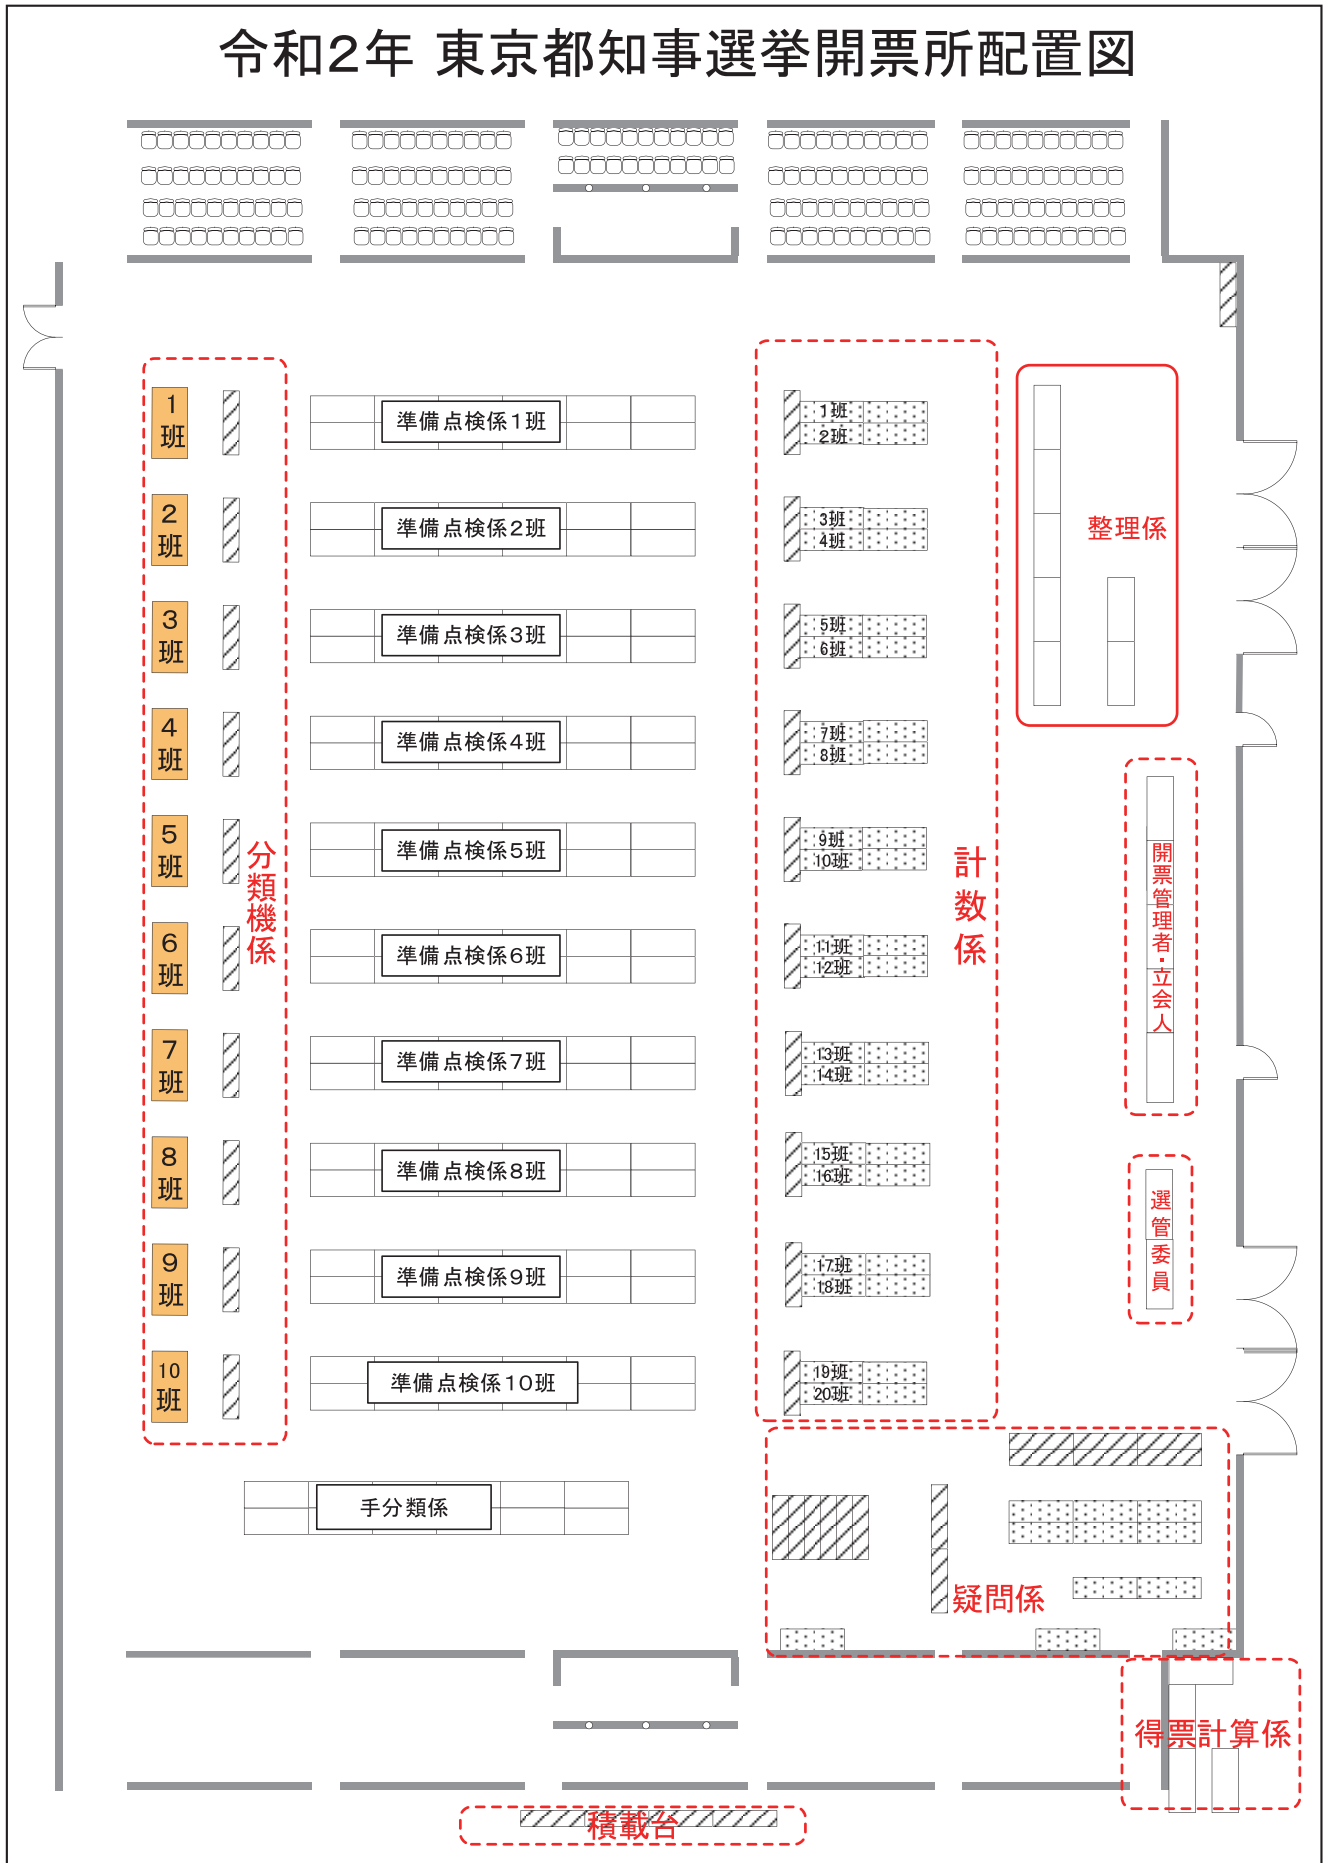 令和2年 東京都知事選挙開票所配置図
1班
2班
3班
4班
5班
6班
7班
8班
9班
10班
分類機係
準備点検係1班
準備点検係2班
準備点検係3班
準備点検係4班
準備点検係5班
準備点検係6班
準備点検係7班
準備点検係8班
準備点検係9班
準備点検係10班
手分類係
1班
2班
3班
4班
5班
6班
7班
8班
9班
10班
11班
12班
13班
14班
15班
16班
17班
18班
19班
20班
計数係
整理係
開票管理者・立会人
選管委員
疑問係
得票計算係
積載台